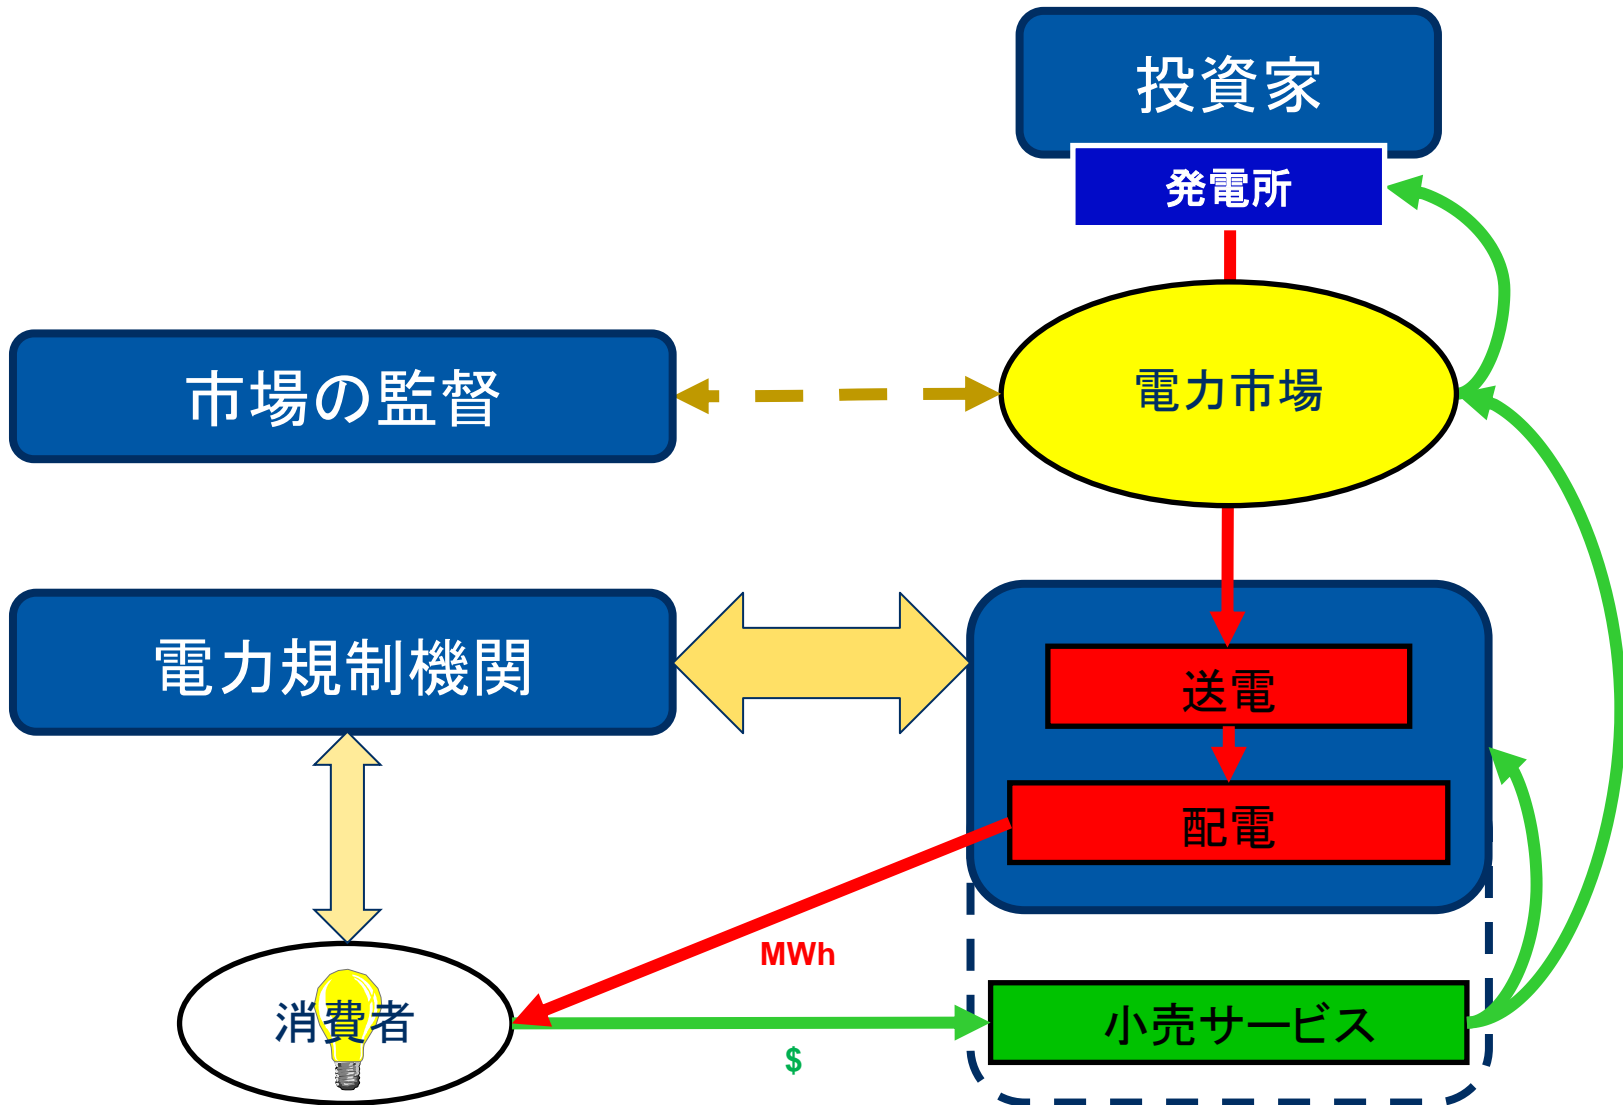 投資家
発電所
市場の監督
電力市場
電力規制機関
送電
配電
MWh
消費者
小売サービス
$